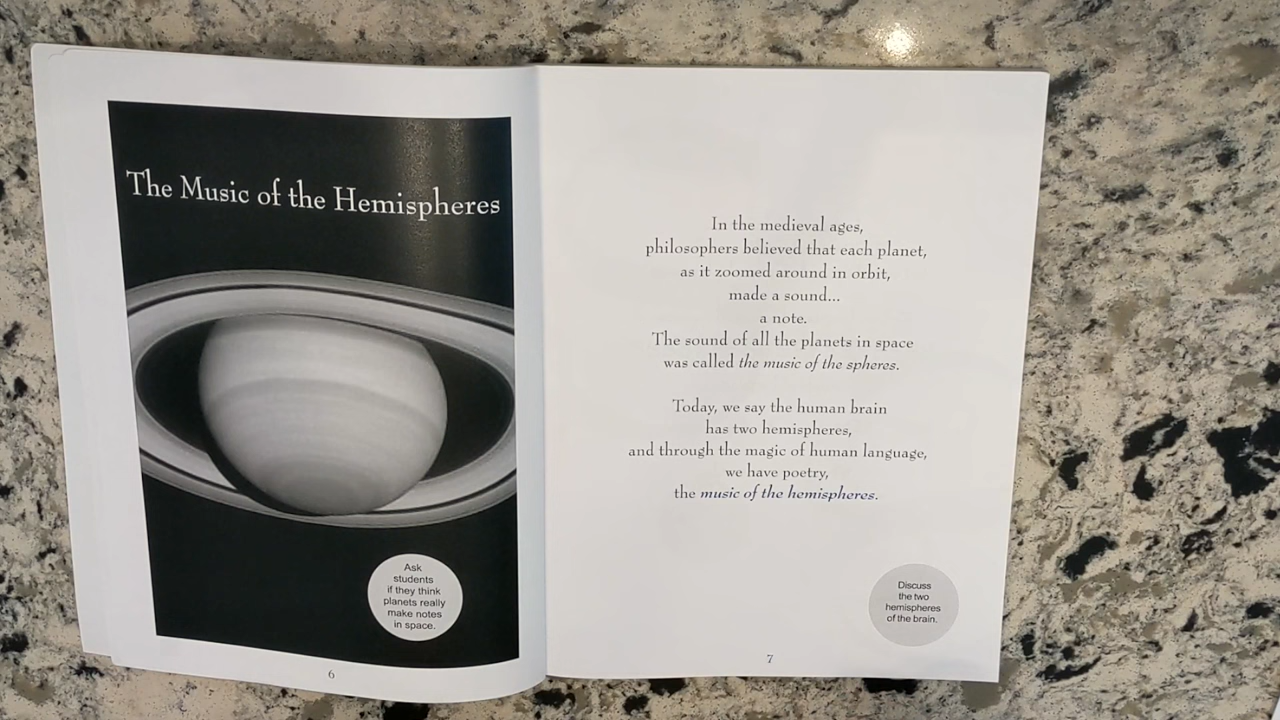 The Music of the Hemispheres
Ask
students
if they think
planets really
make notes
in space.
6
In the medieval ages,
philosophers believed that each planet,
as it zoomed around in orbit,
made a sound...
a note.
The sound of all the planets in space
was called the music of the spheres.
Today, we say the human brain
has two hemispheres,
and through the magic of human language,
we have poetry,
the music of the hemispheres.
Discuss
the two
hemispheres
of the brain.
7